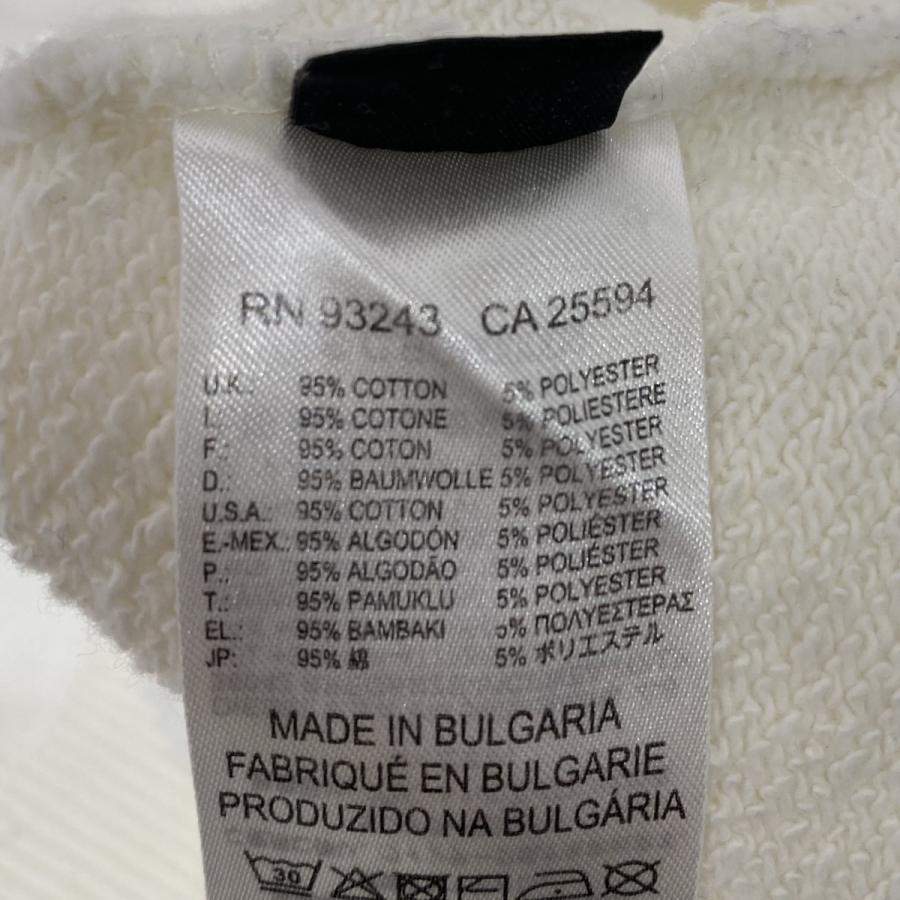 RN 93243 CA 25594
U.K.: 95% COTTON 5% POLYESTER
I.: 95% COTONE 5% POLIESTERE
F.: 95% COTON 5% POLYESTER
D.: 95% BAUMWOLLE 5% POLYESTER
U.S.A.: 95% COTTON 5% POLYESTER
E.-MEX.: 95% ALGODÓN 5% POLIÉSTER
P.: 95% ALGODÃO 5% POLIÉSTER
T.: 95% PAMUKLU 5% POLYESTER
EL.: 95% BAMBAKI 5% ΠΟΛΥΕΣΤΕΡΑΣ
JP: 95% 綿 5% ポリエステル
MADE IN BULGARIA
FABRIQUÉ EN BULGARIE
PRODUZIDO NA BULGÁRIA
30